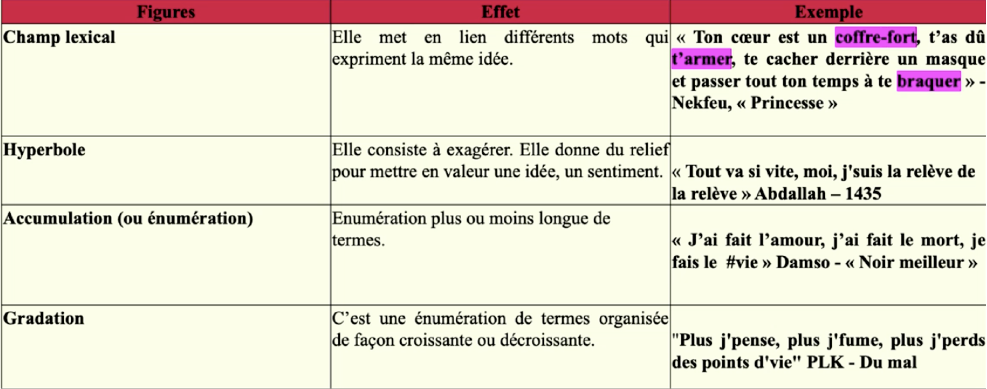 Figures
Effet
Exemple
Champ lexical
Elle met en lien différents mots qui
expriment la même idée.
« Ton cœur est un coffre-fort, t’as dû
t’armer, te cacher derrière un masque
et passer tout ton temps à te braquer » -
Nekfeu, « Princesse »
Hyperbole
Elle consiste à exagérer. Elle donne du relief
pour mettre en valeur une idée, un sentiment.
« Tout va si vite, moi, j'suis la relève de
la relève » Abdallah – 1435
Accumulation (ou énumération)
Enumération plus ou moins longue de
termes.
« J’ai fait l’amour, j’ai fait le mort, je
fais le #vie » Damso - « Noir meilleur »
Gradation
C’est une énumération de termes organisée
de façon croissante ou décroissante.
"Plus j'pense, plus j'fume, plus j'perds
des points d'vie" PLK - Du mal